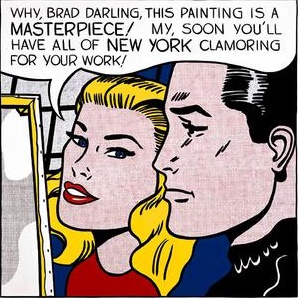 WHY, BRAD DARLING, THIS PAINTING IS A
MASTERPIECE! MY, SOON YOU'LL
HAVE ALL OF NEW YORK CLAMORING
FOR YOUR WORK!